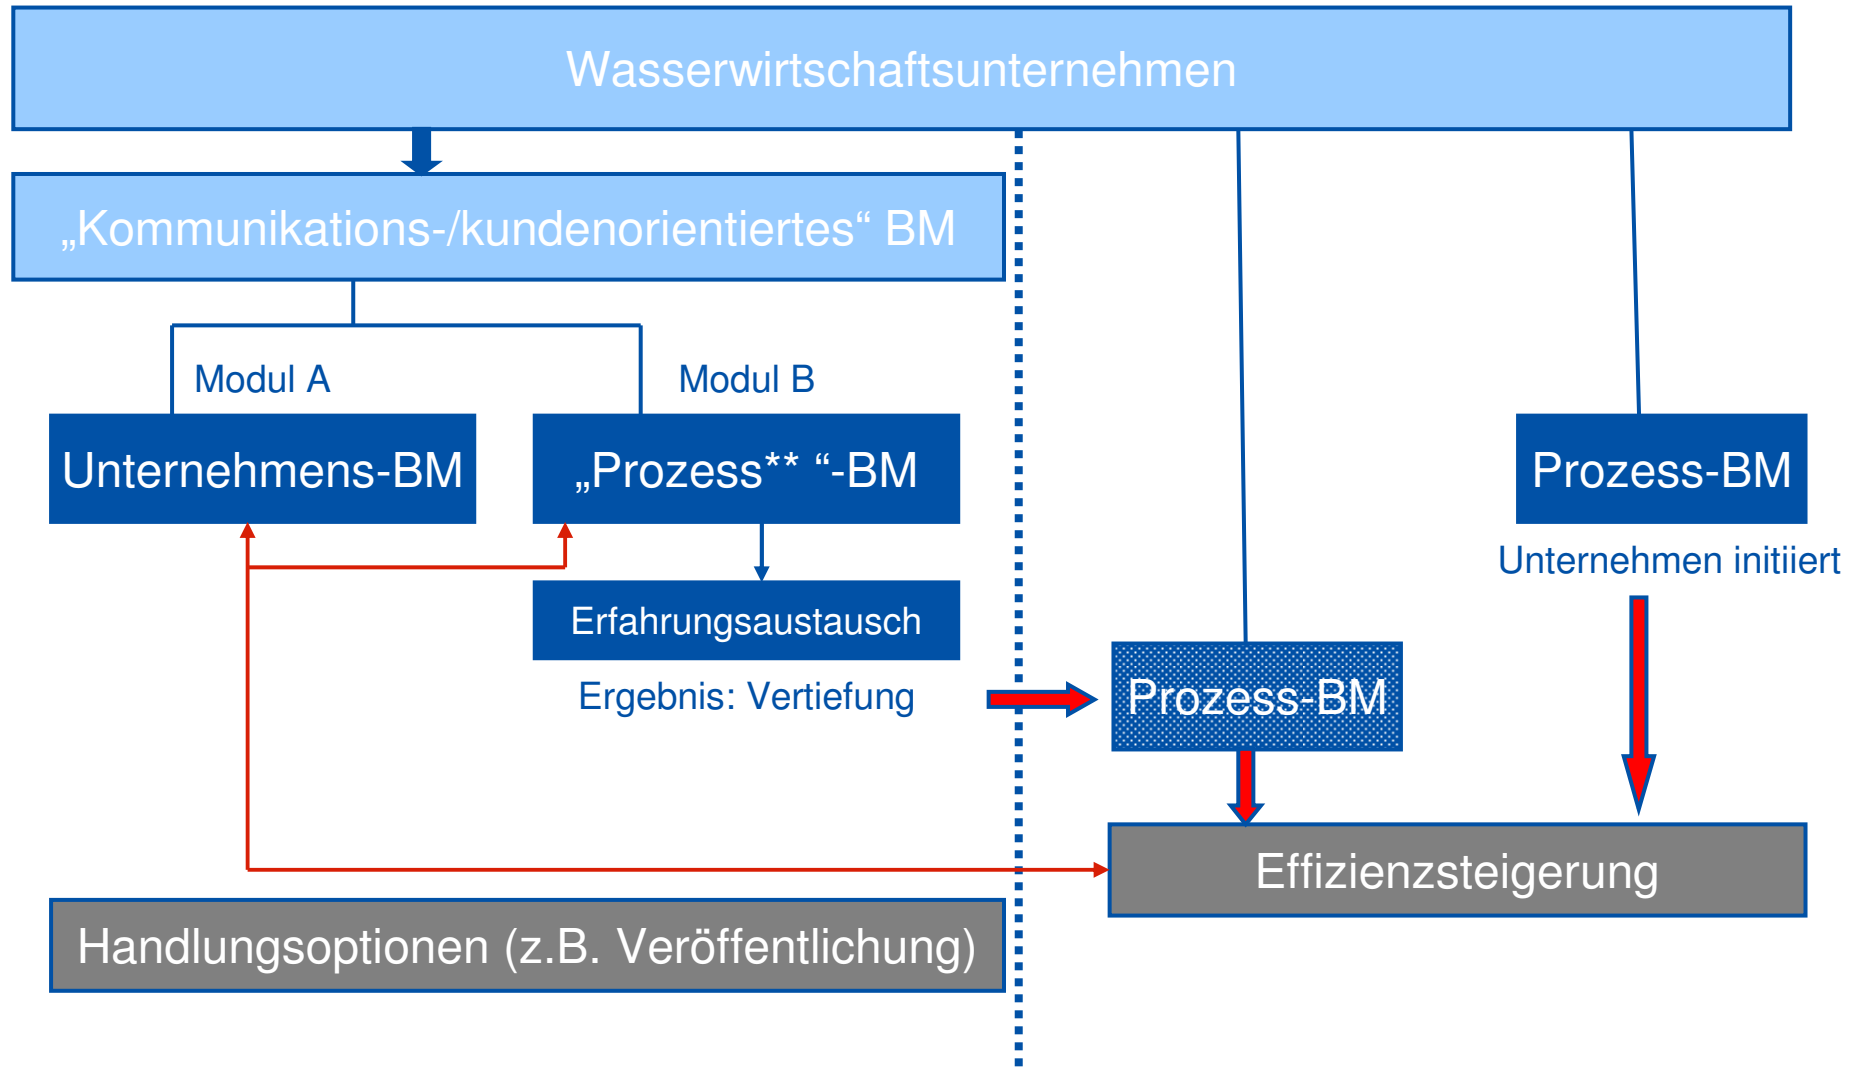 Wasserwirtschaftsunternehmen
„Kommunikations-/kundenorientiertes“ BM
Modul A
Modul B
Unternehmens-BM
„Prozess** “-BM
Prozess-BM
Unternehmen initiiert
Erfahrungsaustausch
Ergebnis: Vertiefung
Prozess-BM
Effizienzsteigerung
Handlungsoptionen (z.B. Veröffentlichung)